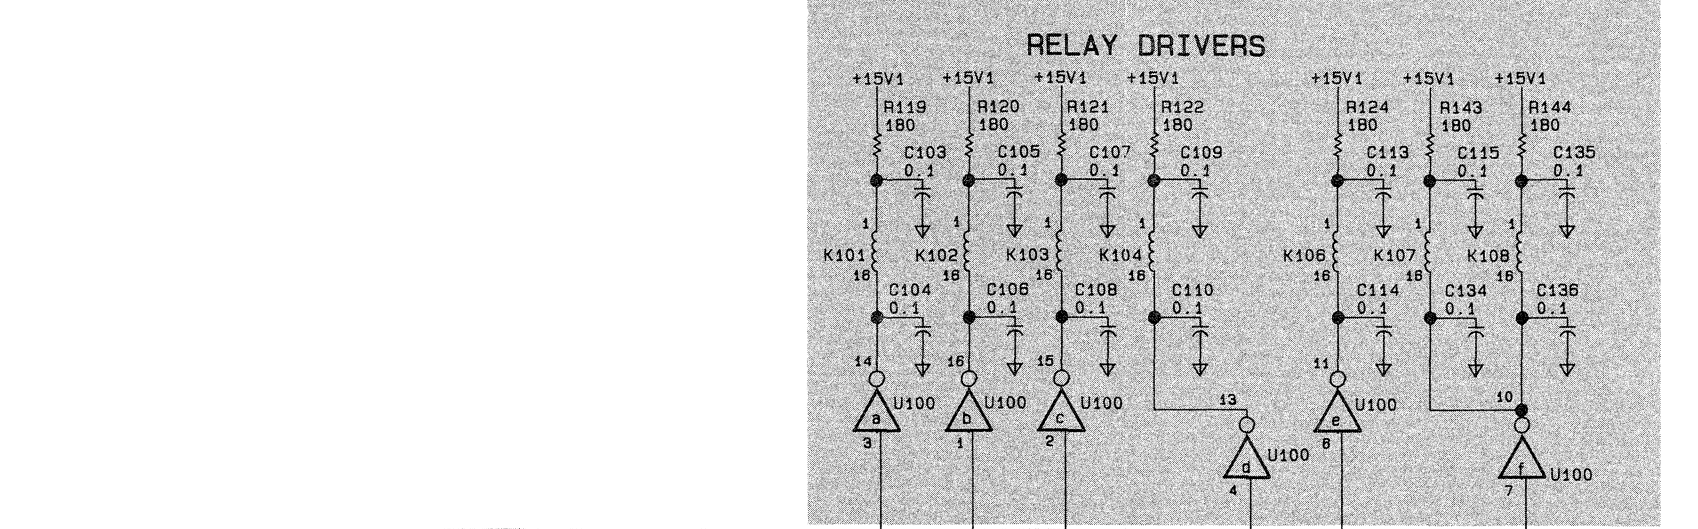 RELAY DRIVERS
+15V1 +15V1 +15V1 +15V1 +15V1 +15V1 +15V1
R119 R120 R121 R122 R124 R143 R144
180 180 180 180 180 180 180
C103 C105 C107 C109 C113 C115 C135
0.1 0.1 0.1 0.1 0.1 0.1 0.1
1 1 1 1 1 1 1
K101 K102 K103 K104 K106 K107 K108
16 16 16 16 16 16 16
C104 C106 C108 C110 C114 C134 C136
0.1 0.1 0.1 0.1 0.1 0.1 0.1
14 16 15 11
13 10
U100 U100 U100 U100
a b c e
3 1 2 6
d U100 f U100
4 7